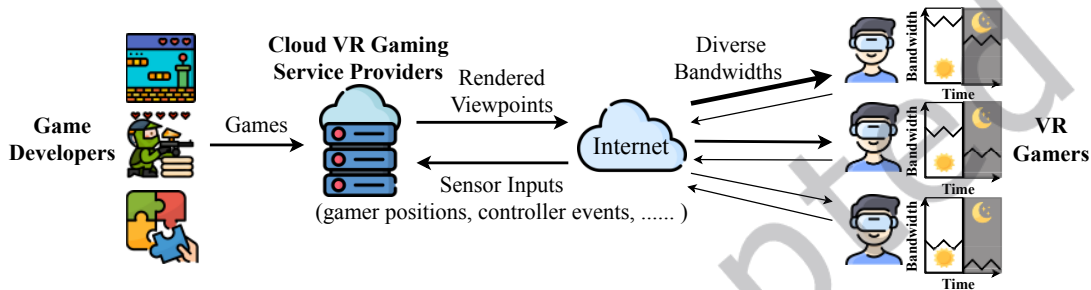 Game
Developers
Games
Cloud VR Gaming
Service Providers
Rendered
Viewpoints
Sensor Inputs
(gamer positions, controller events, ...... )
Internet
Diverse
Bandwidths
Bandwidth
Time
Bandwidth
Time
Bandwidth
Time
VR
Gamers
pted